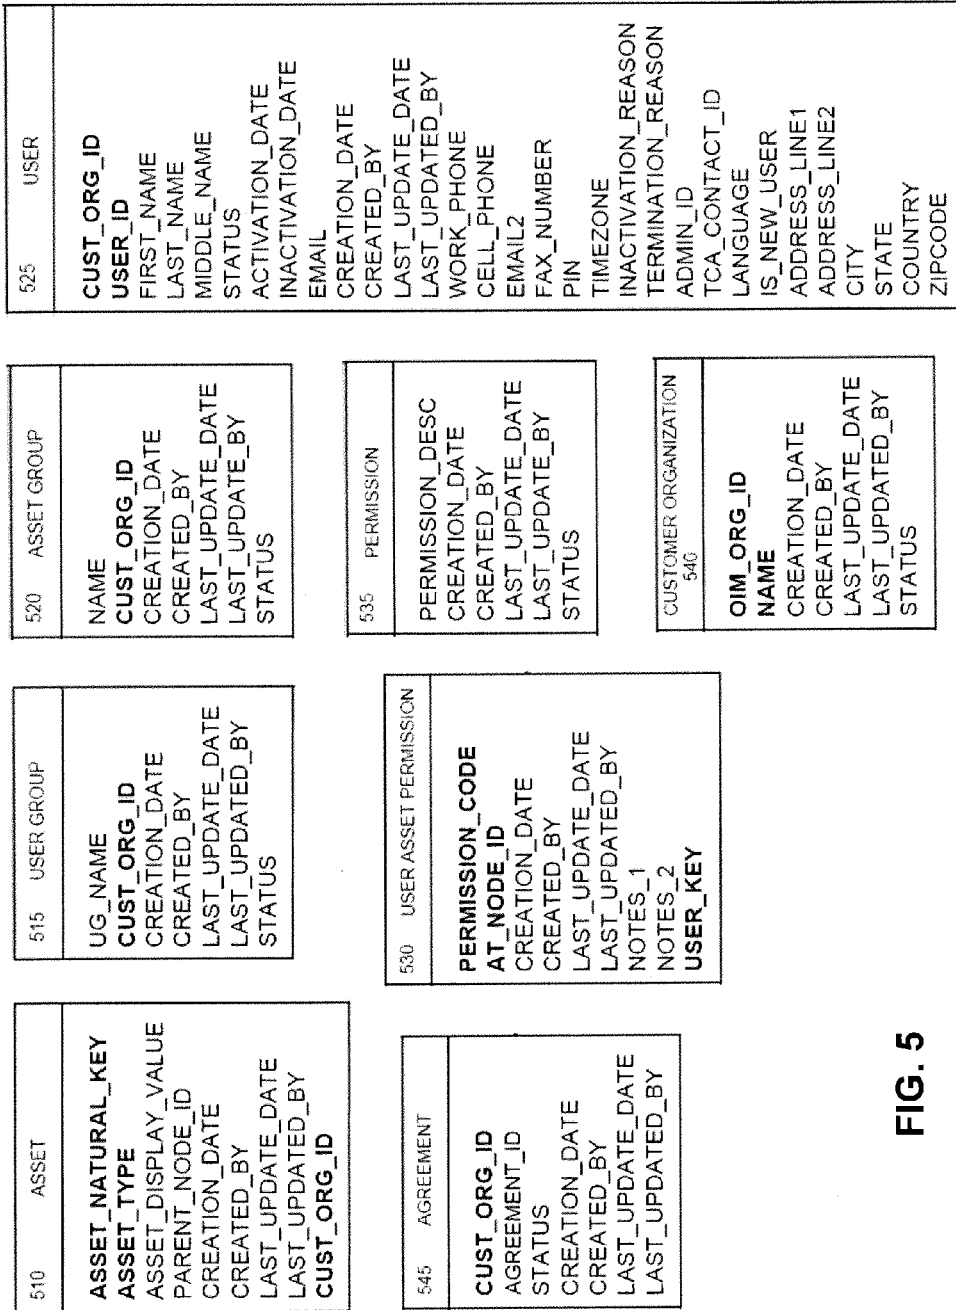 510 ASSET
ASSET_NATURAL_KEY
ASSET_TYPE
ASSET_DISPLAY_VALUE
PARENT_NODE_ID
CREATION_DATE
CREATED_BY
LAST_UPDATE_DATE
LAST_UPDATED_BY
CUST_ORG_ID
515 USER GROUP
UG_NAME
CUST_ORG_ID
CREATION_DATE
CREATED_BY
LAST_UPDATE_DATE
LAST_UPDATED_BY
STATUS
520 ASSET GROUP
NAME
CUST_ORG_ID
CREATION_DATE
CREATED_BY
LAST_UPDATE_DATE
LAST_UPDATE_BY
STATUS
525 USER
CUST_ORG_ID
USER_ID
FIRST_NAME
LAST_NAME
MIDDLE_NAME
STATUS
ACTIVATION_DATE
INACTIVATION_DATE
EMAIL
CREATION_DATE
CREATED_BY
LAST_UPDATE_DATE
LAST_UPDATED_BY
WORK_PHONE
CELL_PHONE
EMAIL2
FAX_NUMBER
PIN
TIMEZONE
INACTIVATION_REASON
TERMINATION_REASON
ADMIN_ID
TCA_CONTACT_ID
LANGUAGE
IS_NEW_USER
ADDRESS_LINE1
ADDRESS_LINE2
CITY
STATE
COUNTRY
ZIPCODE
545 AGREEMENT
CUST_ORG_ID
AGREEMENT_ID
STATUS
CREATION_DATE
CREATED_BY
LAST_UPDATE_DATE
LAST_UPDATED_BY
530 USER ASSET PERMISSION
PERMISSION_CODE
AT_NODE_ID
CREATION_DATE
CREATED_BY
LAST_UPDATE_DATE
LAST_UPDATED_BY
NOTES_1
NOTES_2
USER_KEY
535 PERMISSION
PERMISSION_DESC
CREATION_DATE
CREATED_BY
LAST_UPDATE_DATE
LAST_UPDATE_BY
STATUS
CUSTOMER ORGANIZATION
540
OIM_ORG_ID
NAME
CREATION_DATE
CREATED_BY
LAST_UPDATE_DATE
LAST_UPDATED_BY
STATUS
FIG. 5